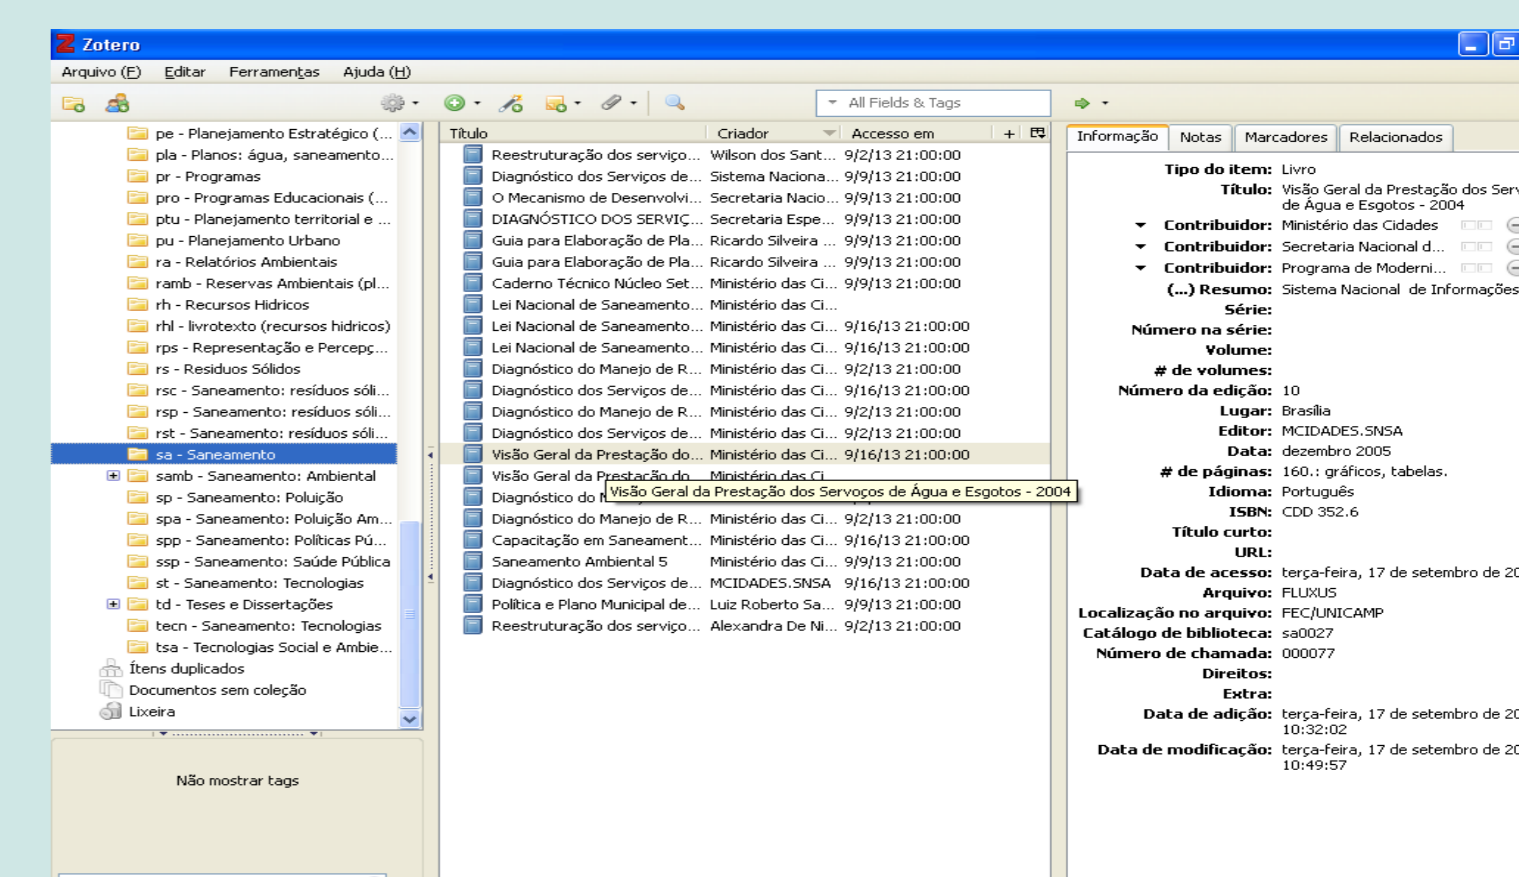 Zotero
Arquivo (F) Editar Ferramentas Ajuda (H)
All Fields & Tags
pe - Planejamento Estratégico (...
pla - Planos: água, saneamento...
pr - Programas
pro - Programas Educacionais (...
ptu - Planejamento territorial e ...
pu - Planejamento Urbano
ra - Relatórios Ambientais
ramb - Reservas Ambientais (pl...
rh - Recursos Hidricos
rhl - livrotexto (recursos hidricos)
rps - Representação e Percepç...
rs - Residuos Sólidos
rsc - Saneamento: resíduos sóli...
rsp - Saneamento: resíduos sóli...
rst - Saneamento: resíduos sóli...
sa - Saneamento
samb - Saneamento: Ambiental
sp - Saneamento: Poluição
spa - Saneamento: Poluição Am...
spp - Saneamento: Políticas Pú...
ssp - Saneamento: Saúde Pública
st - Saneamento: Tecnologias
td - Teses e Dissertações
tecn - Saneamento: Tecnologias
tsa - Tecnologias Social e Ambie...
Ítens duplicados
Documentos sem coleção
Lixeira
Não mostrar tags
Título Criador Accesso em
Reestruturação dos serviço... Wilson dos Sant... 9/2/13 21:00:00
Diagnóstico dos Serviços de... Sistema Naciona... 9/9/13 21:00:00
O Mecanismo de Desenvolvi... Secretaria Nacio... 9/9/13 21:00:00
DIAGNÓSTICO DOS SERVIÇ... Secretaria Espe... 9/9/13 21:00:00
Guia para Elaboração de Pla... Ricardo Silveira ... 9/9/13 21:00:00
Guia para Elaboração de Pla... Ricardo Silveira ... 9/9/13 21:00:00
Caderno Técnico Núcleo Set... Ministério das Ci... 9/9/13 21:00:00
Lei Nacional de Saneamento... Ministério das Ci...
Lei Nacional de Saneamento... Ministério das Ci... 9/16/13 21:00:00
Lei Nacional de Saneamento... Ministério das Ci... 9/16/13 21:00:00
Diagnóstico do Manejo de R... Ministério das Ci... 9/2/13 21:00:00
Diagnóstico dos Serviços de... Ministério das Ci... 9/16/13 21:00:00
Diagnóstico do Manejo de R... Ministério das Ci... 9/2/13 21:00:00
Diagnóstico dos Serviços de... Ministério das Ci... 9/2/13 21:00:00
Visão Geral da Prestação do... Ministério das Ci... 9/16/13 21:00:00
Visão Geral da Prestação do Ministério das Ci
Diagnóstico do
Visão Geral da Prestação dos Servoços de Água e Esgotos - 2004
Diagnóstico do Manejo de R... Ministério das Ci... 9/2/13 21:00:00
Capacitação em Saneament... Ministério das Ci... 9/16/13 21:00:00
Saneamento Ambiental 5 Ministério das Ci... 9/9/13 21:00:00
Diagnóstico dos Serviços de... MCIDADES.SNSA 9/16/13 21:00:00
Política e Plano Municipal de... Luiz Roberto Sa... 9/9/13 21:00:00
Reestruturação dos serviço... Alexandra De Ni... 9/2/13 21:00:00
Informação Notas Marcadores Relacionados
Tipo do item: Livro
Título: Visão Geral da Prestação dos Serv
de Água e Esgotos - 2004
Contribuidor: Ministério das Cidades
Contribuidor: Secretaria Nacional d...
Contribuidor: Programa de Moderni...
(...) Resumo: Sistema Nacional de Informações
Série:
Número na série:
Volume:
# de volumes:
Número da edição: 10
Lugar: Brasília
Editor: MCIDADES.SNSA
Data: dezembro 2005
# de páginas: 160.: gráficos, tabelas.
Idioma: Português
ISBN: CDD 352.6
Título curto:
URL:
Data de acesso: terça-feira, 17 de setembro de 20
Arquivo: FLUXUS
Localização no arquivo: FEC/UNICAMP
Catálogo de biblioteca: sa0027
Número de chamada: 000077
Direitos:
Extra:
Data de adição: terça-feira, 17 de setembro de 20
10:32:02
Data de modificação: terça-feira, 17 de setembro de 20
10:49:57